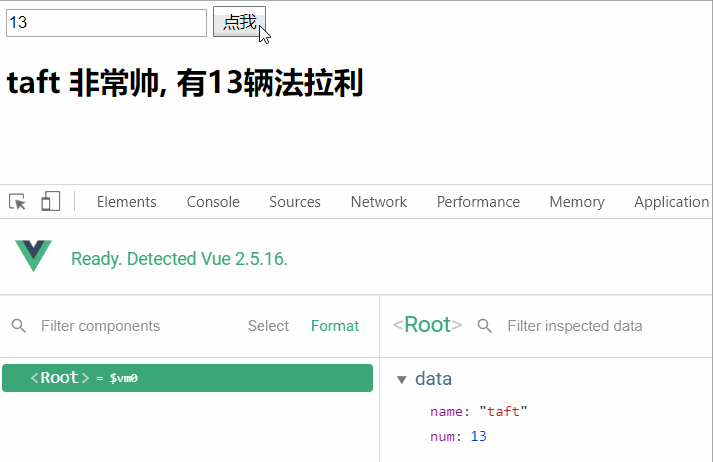 13 点我
taft 非常帅, 有13辆法拉利
Elements Console Sources Network Performance Memory Application
Ready. Detected Vue 2.5.16.
Filter components Select Format <Root> Filter inspected data
<Root> = $vm0
data
name: "taft"
num: 13